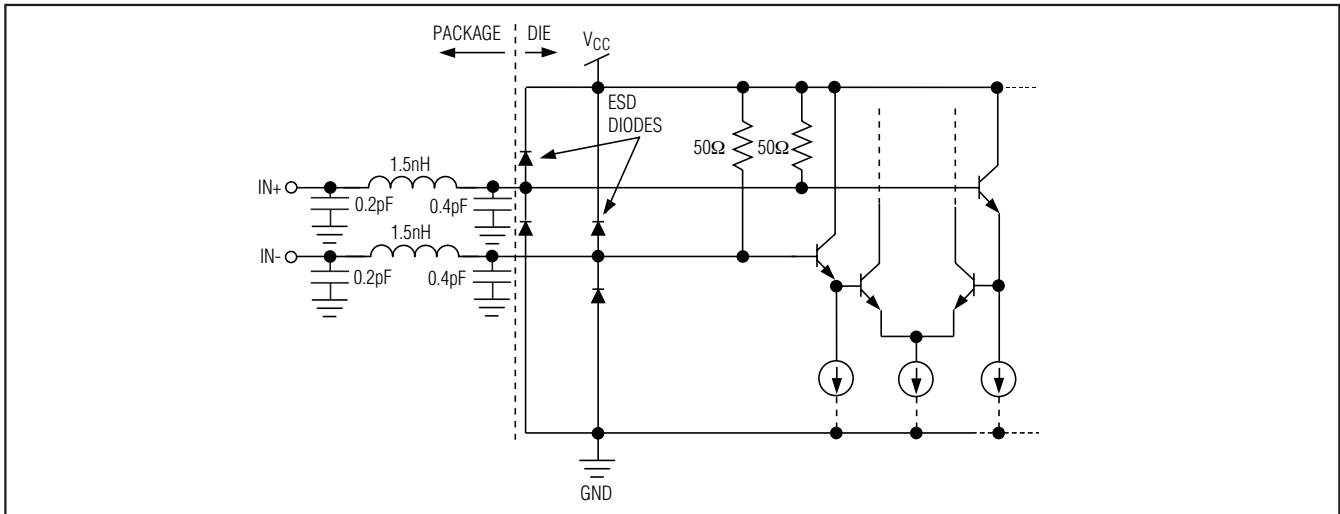 PACKAGE DIE
VCC
ESD
DIODES
50Ω 50Ω
1.5nH
IN+
0.2pF 0.4pF
1.5nH
IN-
0.2pF 0.4pF
GND